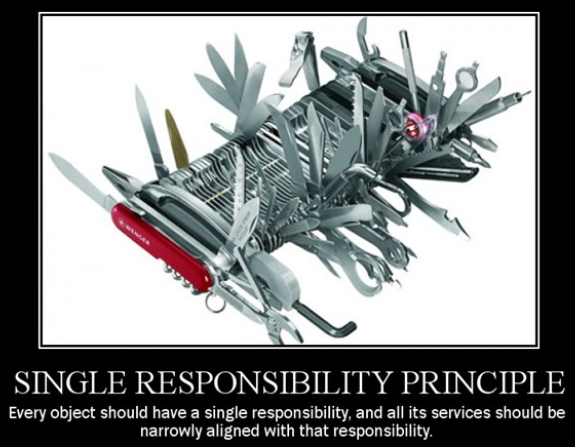 WENGER
SINGLE RESPONSIBILITY PRINCIPLE
Every object should have a single responsibility, and all its services should be
narrowly aligned with that responsibility.